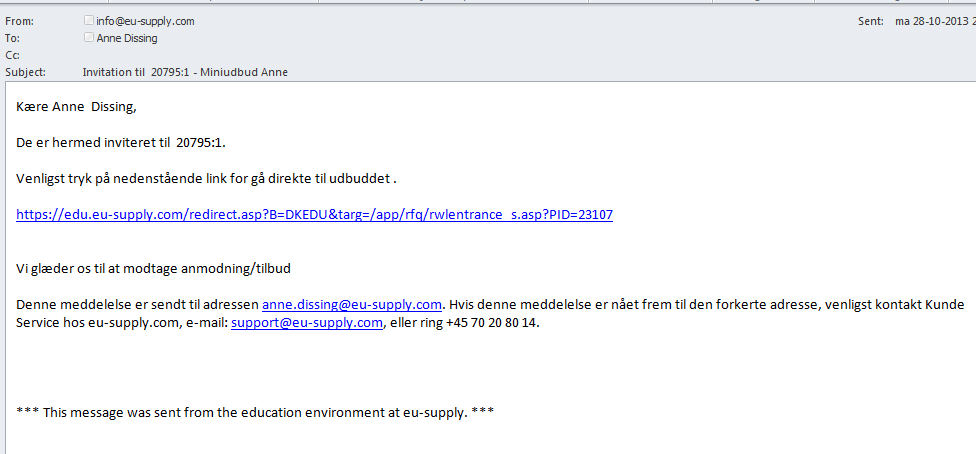 From: info@eu-supply.com Sent: ma 28-10-2013 2
To: Anne Dissing
Cc:
Subject: Invitation til 20795:1 - Miniudbud Anne
Kære Anne Dissing,
De er hermed inviteret til 20795:1.
Venligst tryk på nedenstående link for gå direkte til udbuddet .
https://edu.eu-supply.com/redirect.asp?B=DKEDU&targ=/app/rfq/rwlentrance_s.asp?PID=23107
Vi glæder os til at modtage anmodning/tilbud
Denne meddelelse er sendt til adressen anne.dissing@eu-supply.com. Hvis denne meddelelse er nået frem til den forkerte adresse, venligst kontakt Kunde
Service hos eu-supply.com, e-mail: support@eu-supply.com, eller ring +45 70 20 80 14.
*** This message was sent from the education environment at eu-supply. ***